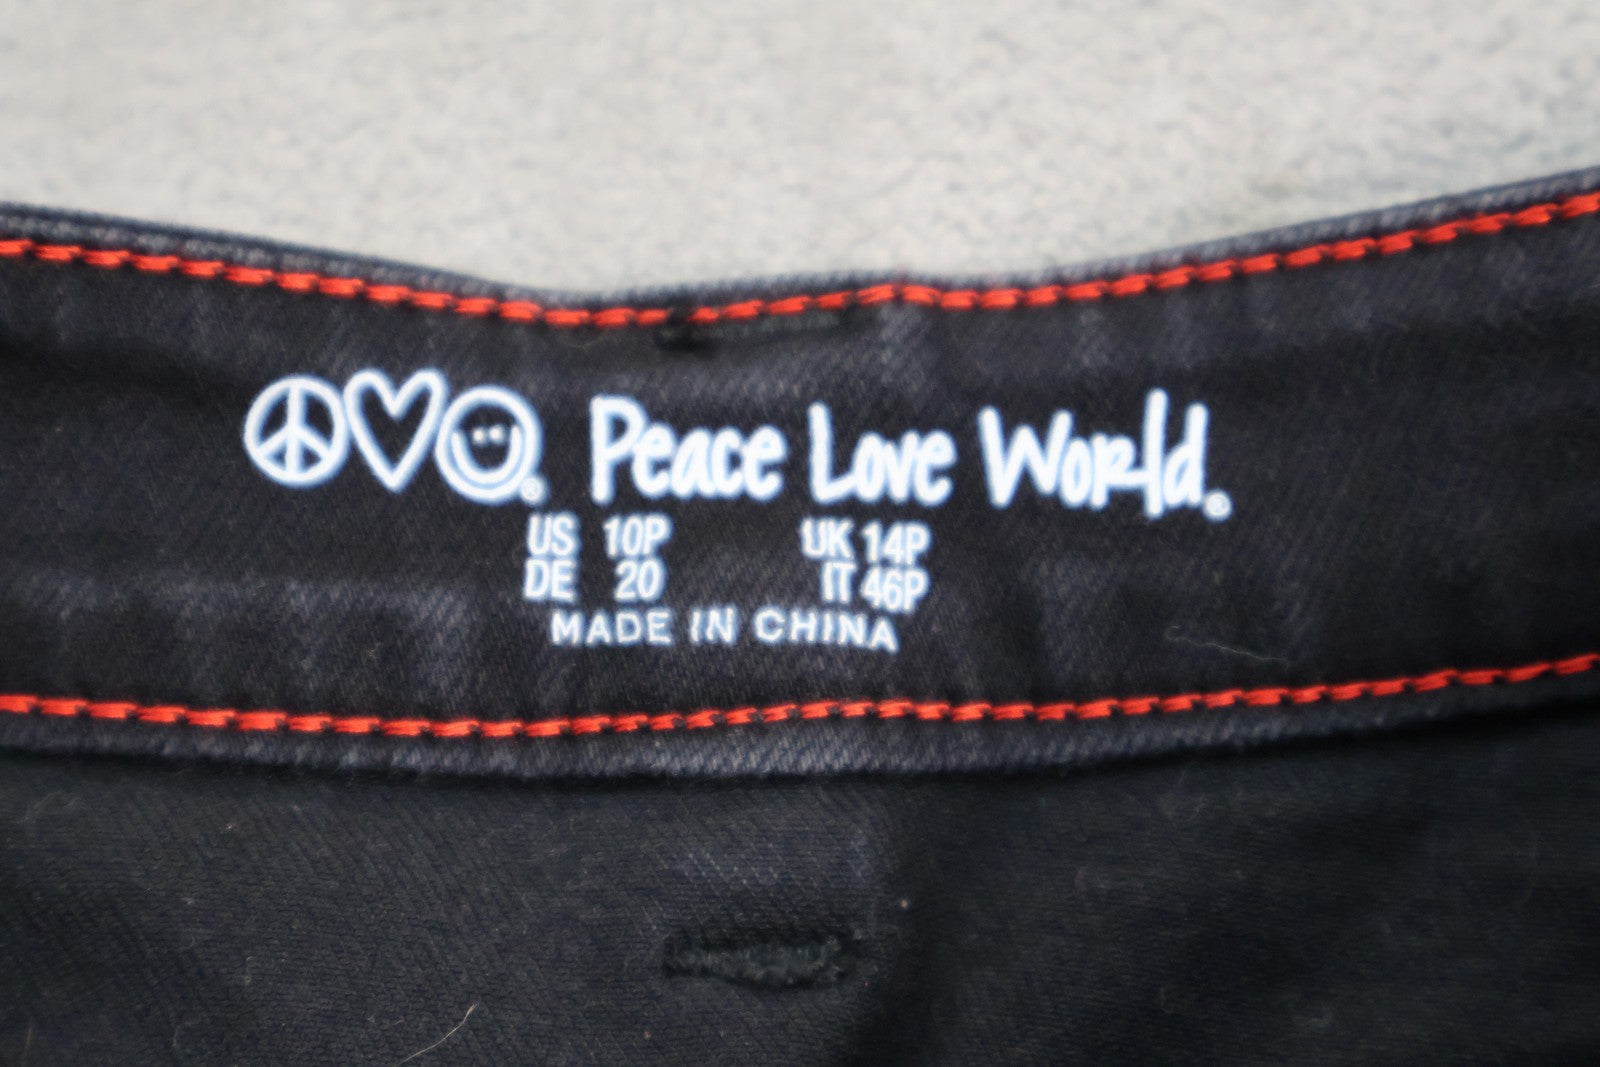 ® Peace Love World®
US 10P UK 14P
DE 20 IT 46P
MADE IN CHINA